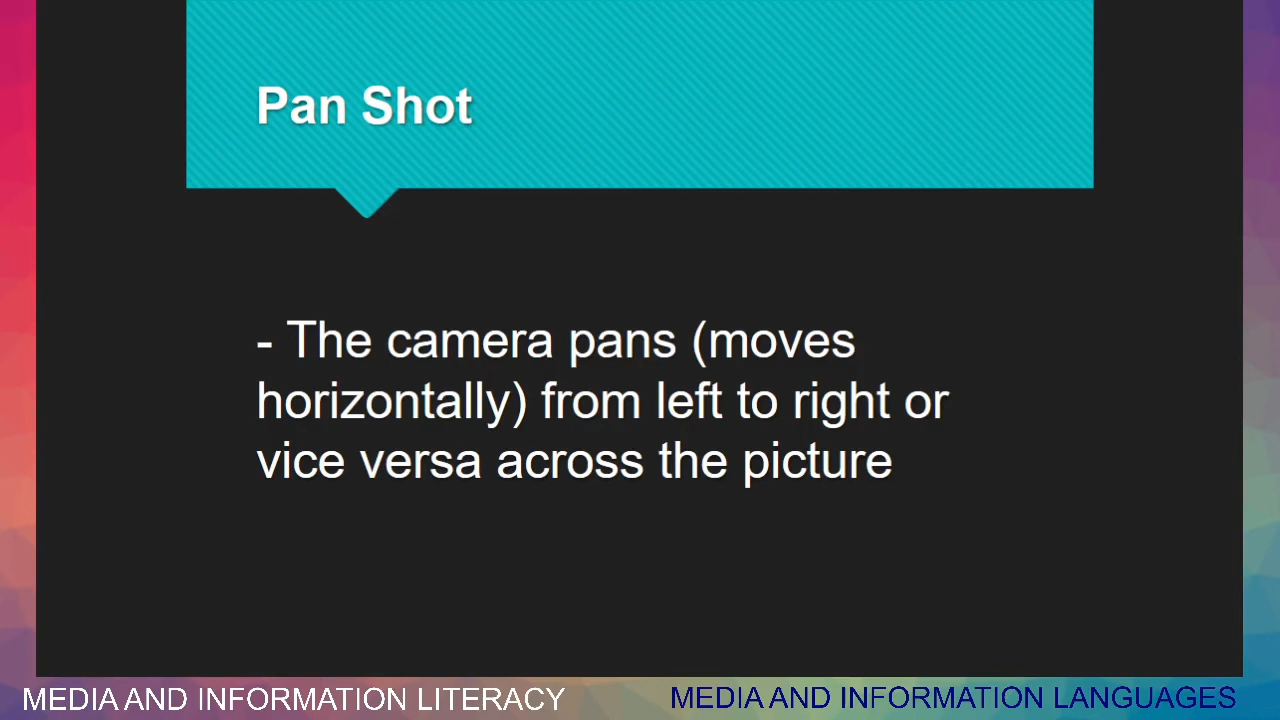 Pan Shot
- The camera pans (moves
horizontally) from left to right or
vice versa across the picture
MEDIA AND INFORMATION LITERACY
MEDIA AND INFORMATION LANGUAGES